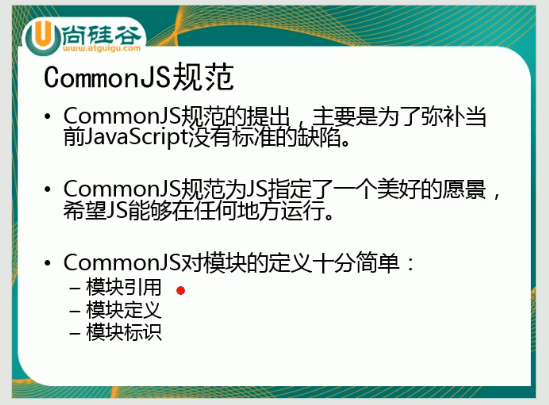 尚硅谷
www.atguigu.com
CommonJS规范
• CommonJS规范的提出，主要是为了弥补当
前JavaScript没有标准的缺陷。
• CommonJS规范为JS指定了一个美好的愿景，
希望JS能够在任何地方运行。
• CommonJS对模块的定义十分简单：
– 模块引用
– 模块定义
– 模块标识